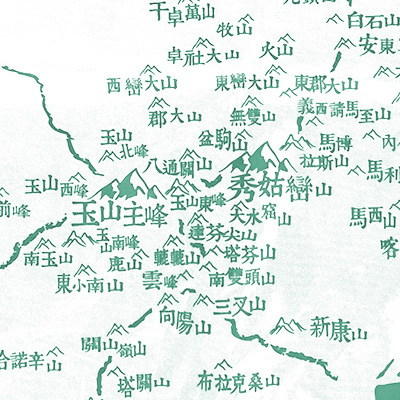 干卓萬山
牧山
白石山
安東
卓社大山
火山
西巒大山
東巒大山
東郡大山
義西請馬至山
郡大山
無雙山
玉山
北峰
盆駒山
馬博
拉斯山
內
八通關山
秀姑巒山
馬利
玉山西峰
玉山東峰
前峰
玉山主峰
天水窟山
馬西山
達芬尖山
喀
玉山南峰
南玉山
鹿山
轆轆山
塔芬山
東小南山
雲峰
南雙頭山
向陽山
三叉山
新康山
關山
嶺山
合諾辛山
塔關山
布拉克桑山